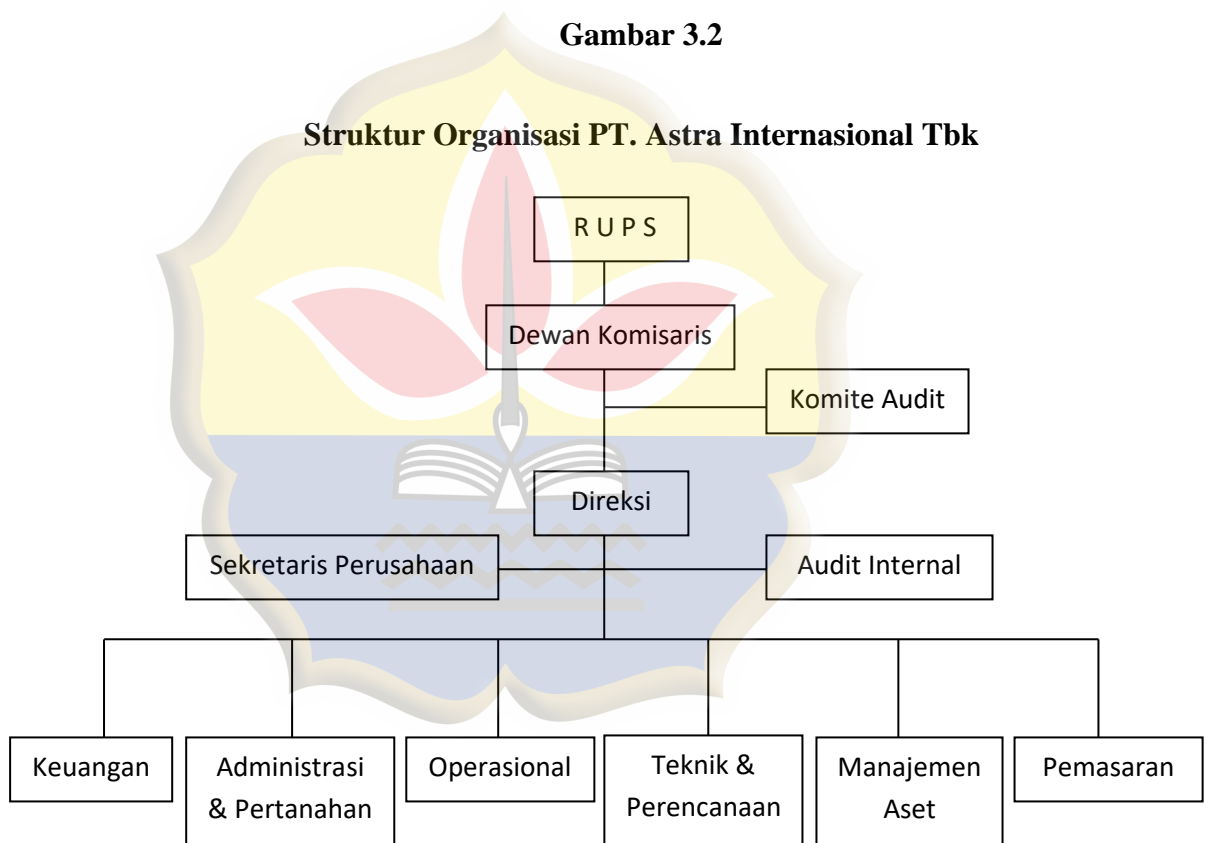 Gambar 3.2
Struktur Organisasi PT. Astra Internasional Tbk
R U P S
Dewan Komisaris
Komite Audit
Direksi
Sekretaris Perusahaan
Audit Internal
Keuangan
Administrasi
& Pertanahan
Operasional
Teknik &
Perencanaan
Manajemen
Aset
Pemasaran